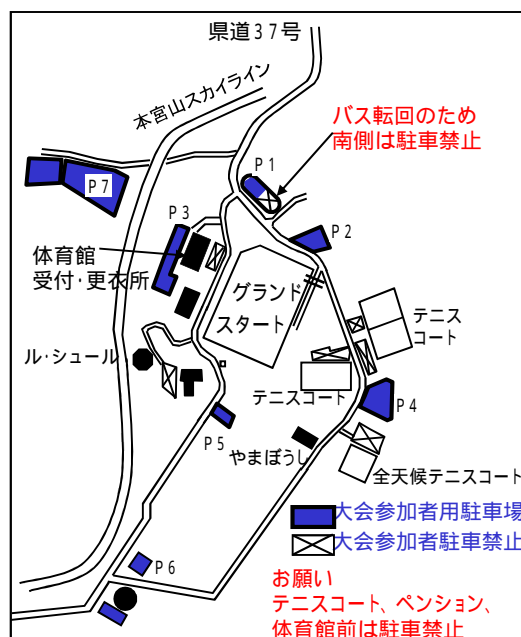 県道37号
本宮山スカイライン
バス転回のため
南側は駐車禁止
P1
P7
P3
P2
体育館
受付・更衣所
グランド
スタート
テニス
コート
ル・シュール
テニスコート
P4
P5
やまぼうし
全天候テニスコート
大会参加者用駐車場
大会参加者駐車禁止
P6
お願い
テニスコート、ペンション、
体育館前は駐車禁止